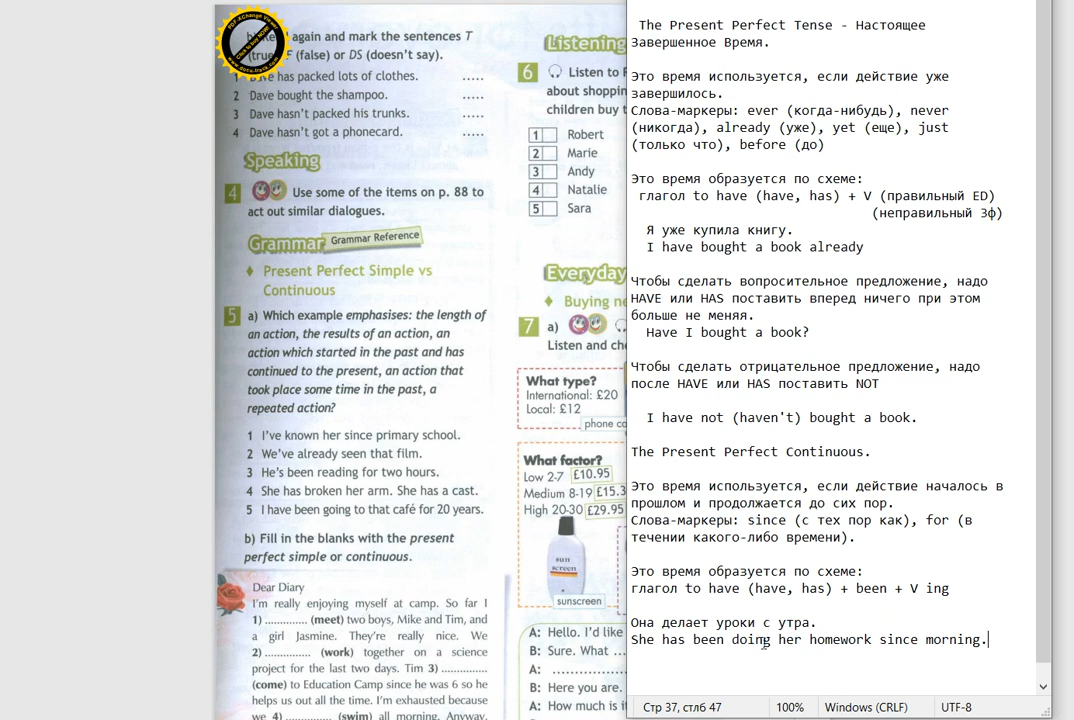 again and mark the sentences T
(false) or DS (doesn't say).
1 Dave has packed lots of clothes. .....
2 Dave bought the shampoo. .....
3 Dave hasn't packed his trunks. .....
4 Dave hasn't got a phonecard. .....
Speaking
4 Use some of the items on p. 88 to
act out similar dialogues.
Grammar Grammar Reference
♦ Present Perfect Simple vs
Continuous
5 a) Which example emphasises: the length of
an action, the results of an action, an
action which started in the past and has
continued to the present, an action that
took place some time in the past, a
repeated action?
1 I've known her since primary school.
2 We've already seen that film.
3 He's been reading for two hours.
4 She has broken her arm. She has a cast.
5 I have been going to that café for 20 years.
b) Fill in the blanks with the present
perfect simple or continuous.
Dear Diary
I'm really enjoying myself at camp. So far I
1) ............. (meet) two boys, Mike and Tim, and
a girl Jasmine. They're really nice. We
2) ............. (work) together on a science
project for the last two days. Tim 3) .............
(come) to Education Camp since he was 6 so he
helps us out all the time. I'm exhausted because
we 4) ............. (swim) all morning. Anyway,
Listening
6 Listen to
about shoppin
children buy t
1 Robert
2 Marie
3 Andy
4 Natalie
5 Sara
Everyday
♦ Buying ne
7 a)
Listen and che
What type?
International: £20
Local: £12
phone ca
What factor?
Low 2-7 £10.95
Medium 8-19 £15.3
High 20-30 £29.95
sun
screen
sunscreen
A: Hello. I'd like
B: Sure. What ...
A: ..................
B: Here you are.
A: How much is i
The Present Perfect Tense - Настоящее
Завершенное Время.
Это время используется, если действие уже
завершилось.
Слова-маркеры: ever (когда-нибудь), never
(никогда), already (уже), yet (еще), just
(только что), before (до)
Это время образуется по схеме:
глагол to have (have, has) + V (правильный ED)
(неправильный 3ф)
Я уже купила книгу.
I have bought a book already
Чтобы сделать вопросительное предложение, надо
HAVE или HAS поставить вперед ничего при этом
больше не меняя.
Have I bought a book?
Чтобы сделать отрицательное предложение, надо
после HAVE или HAS поставить NOT
I have not (haven't) bought a book.
The Present Perfect Continuous.
Это время используется, если действие началось в
прошлом и продолжается до сих пор.
Слова-маркеры: since (с тех пор как), for (в
течении какого-либо времени).
Это время образуется по схеме:
глагол to have (have, has) + been + V ing
Она делает уроки с утра.
She has been doing her homework since morning.
Стр 37, стлб 47 100% Windows (CRLF) UTF-8